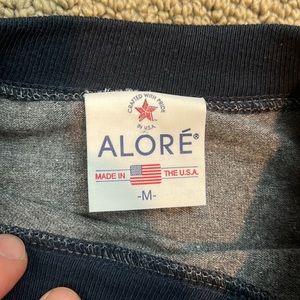 CRAFTED WITH PRIDE
IN U.S.A.
ALORÉ®
MADE IN THE U.S.A.
-M-